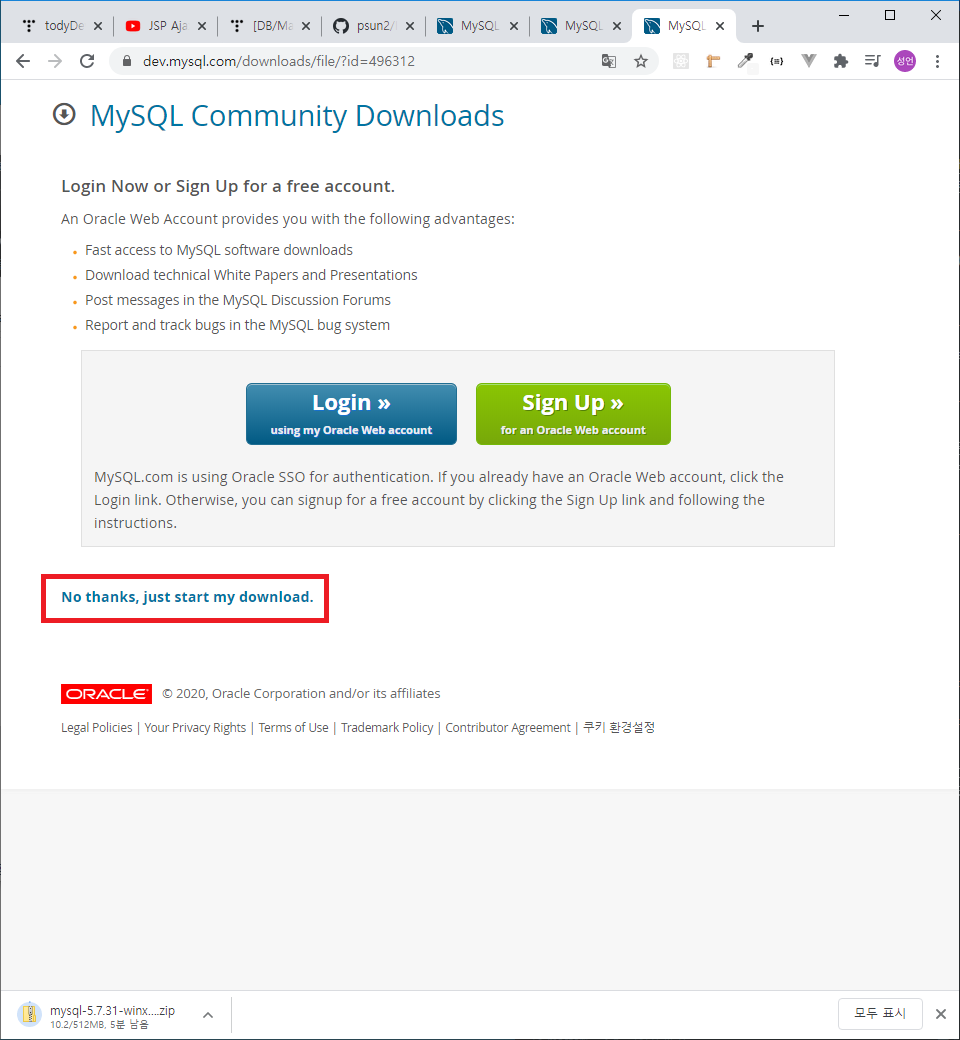 todyDe
JSP Aja
[DB/Ma
psun2/
MySQL
MySQL
MySQL
dev.mysql.com/downloads/file/?id=496312
성언
MySQL Community Downloads
Login Now or Sign Up for a free account.
An Oracle Web Account provides you with the following advantages:
Fast access to MySQL software downloads
Download technical White Papers and Presentations
Post messages in the MySQL Discussion Forums
Report and track bugs in the MySQL bug system
Login »
using my Oracle Web account
Sign Up »
for an Oracle Web account
MySQL.com is using Oracle SSO for authentication. If you already have an Oracle Web account, click the
Login link. Otherwise, you can signup for a free account by clicking the Sign Up link and following the
instructions.
No thanks, just start my download.
ORACLE © 2020, Oracle Corporation and/or its affiliates
Legal Policies | Your Privacy Rights | Terms of Use | Trademark Policy | Contributor Agreement | 쿠키 환경설정
mysql-5.7.31-winx....zip
10.2/512MB, 5분 남음
모두 표시